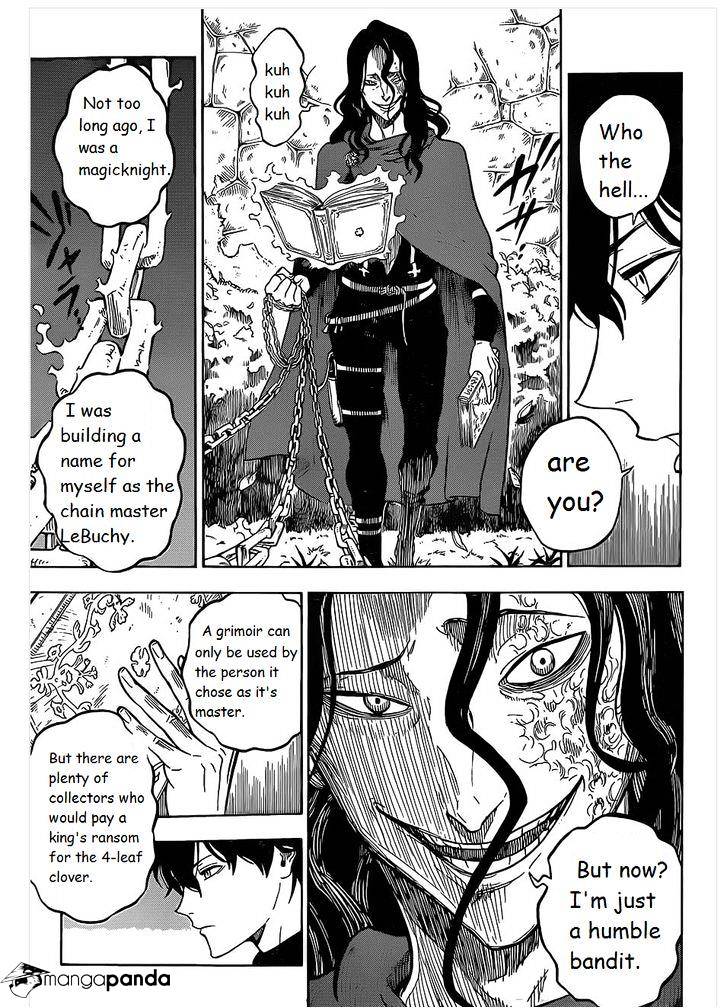 Who
the
hell...
are
you?
kuh
kuh
kuh
Not too
long ago, I
was a
magicknight.
I was
building a
name for
myself as the
chain master
LeBuchy.
But now?
I'm just
a humble
bandit.
A grimoir can
only be used by
the person it
chose as it's
master.
But there are
plenty of
collectors who
would pay a
king's ransom
for the 4-leaf
clover.
mangapanda